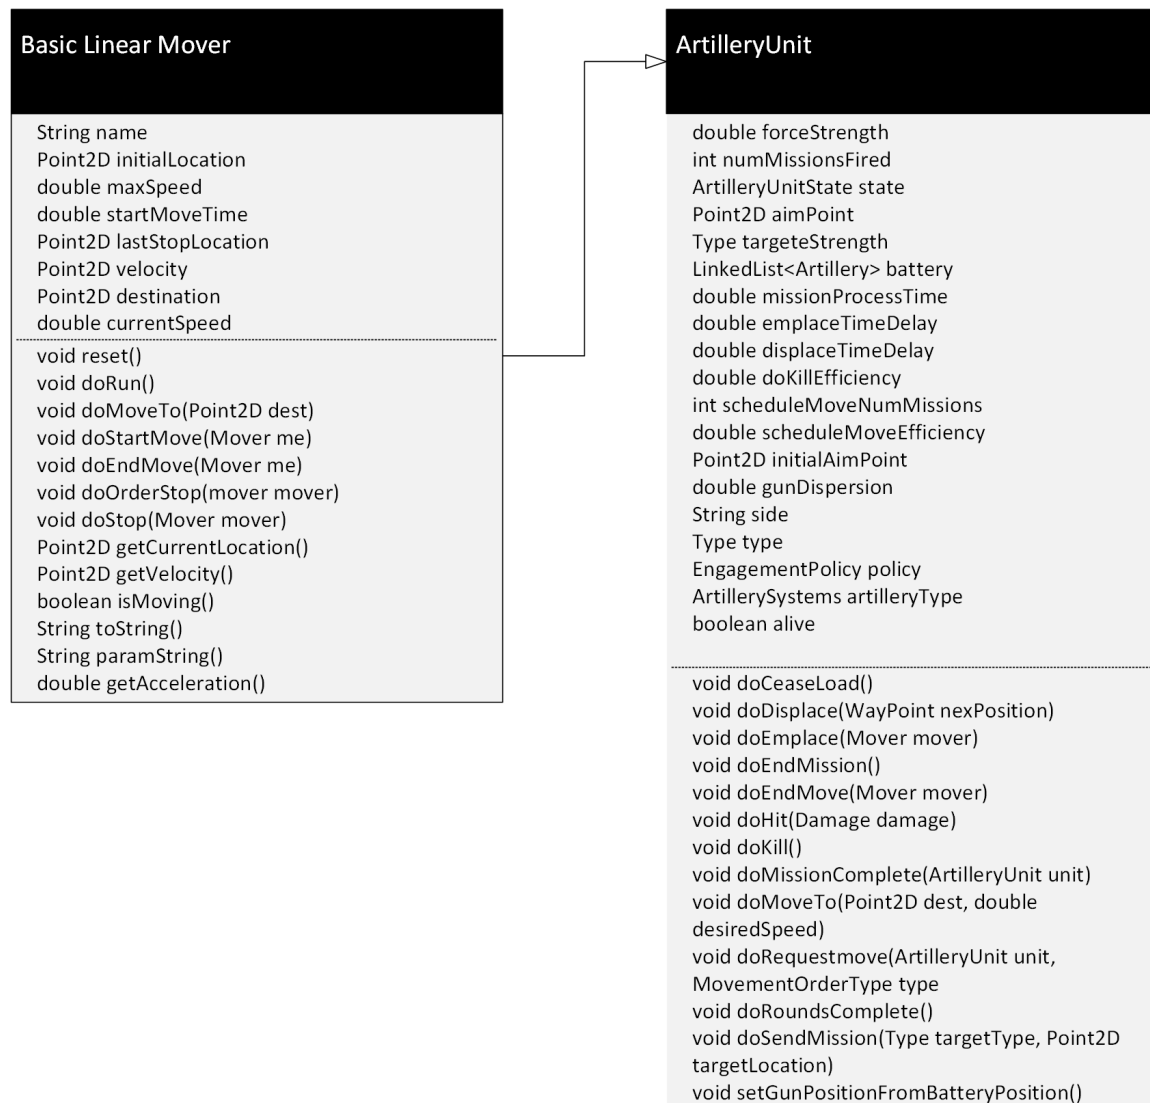 Basic Linear Mover
String name
Point2D initialLocation
double maxSpeed
double startMoveTime
Point2D lastStopLocation
Point2D velocity
Point2D destination
double currentSpeed
void reset()
void doRun()
void doMoveTo(Point2D dest)
void doStartMove(Mover me)
void doEndMove(Mover me)
void doOrderStop(mover mover)
void doStop(Mover mover)
Point2D getCurrentLocation()
Point2D getVelocity()
boolean isMoving()
String toString()
String paramString()
double getAcceleration()
ArtilleryUnit
double forceStrength
int numMissionsFired
ArtilleryUnitState state
Point2D aimPoint
Type targeteStrength
LinkedList<Artillery> battery
double missionProcessTime
double emplaceTimeDelay
double displaceTimeDelay
double doKillEfficiency
int scheduleMoveNumMissions
double scheduleMoveEfficiency
Point2D initialAimPoint
double gunDispersion
String side
Type type
EngagementPolicy policy
ArtillerySystems artilleryType
boolean alive
void doCeaseLoad()
void doDisplace(WayPoint nexPosition)
void doEmplace(Mover mover)
void doEndMission()
void doEndMove(Mover mover)
void doHit(Damage damage)
void doKill()
void doMissionComplete(ArtilleryUnit unit)
void doMoveTo(Point2D dest, double
desiredSpeed)
void doRequestmove(ArtilleryUnit unit,
MovementOrderType type
void doRoundsComplete()
void doSendMission(Type targetType, Point2D
targetLocation)
void setGunPositionFromBatteryPosition()